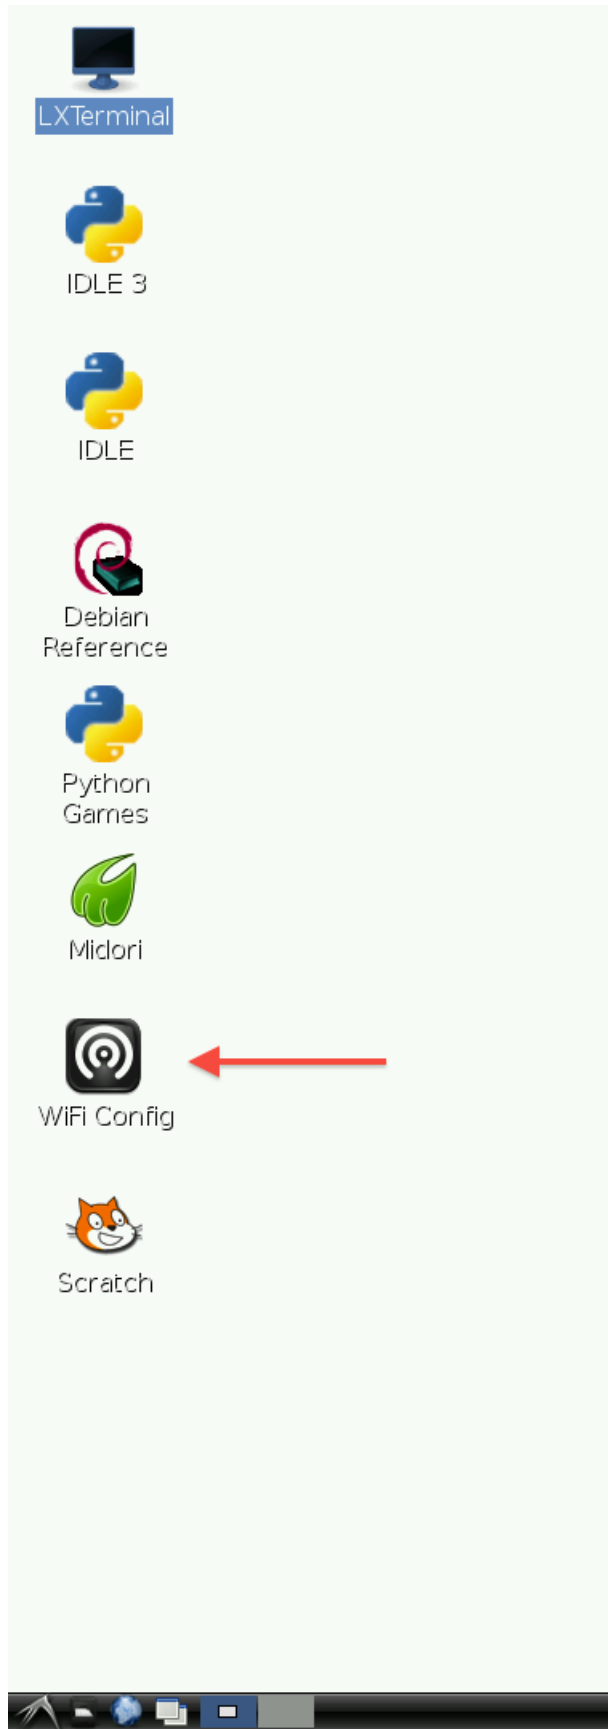 LXTerminal
IDLE 3
IDLE
Debian
Reference
Python
Games
Midori
WiFi Config
Scratch